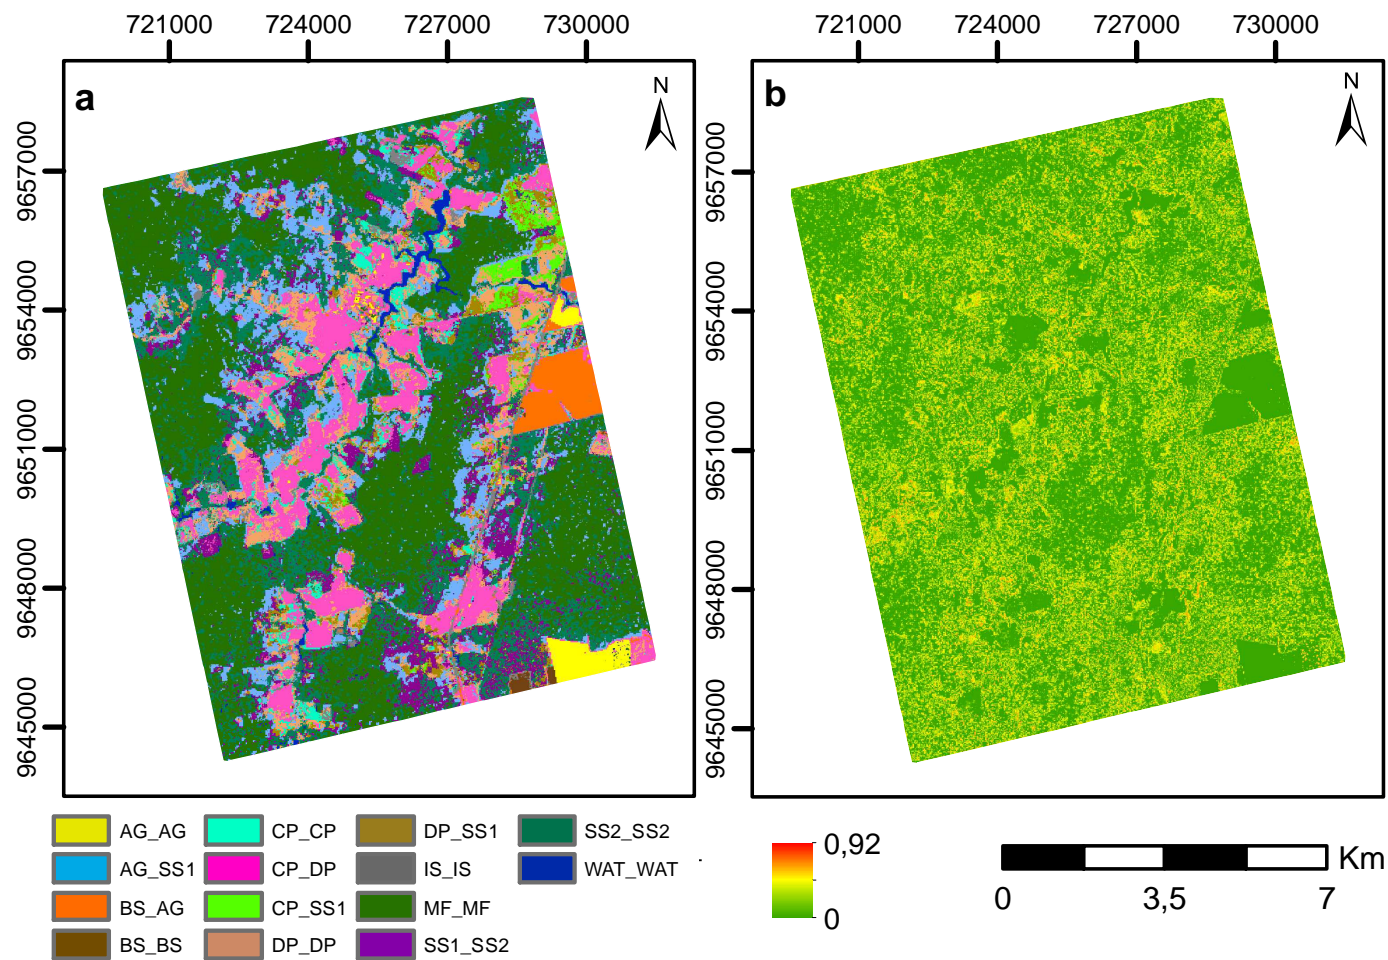 721000 724000 727000 730000
721000 724000 727000 730000
a
N
b
N
9657000
9654000
9651000
9648000
9645000
9657000
9654000
9651000
9648000
9645000
AG_AG
CP_CP
DP_SS1
SS2_SS2
AG_SS1
CP_DP
IS_IS
WAT_WAT
BS_AG
CP_SS1
MF_MF
BS_BS
DP_DP
SS1_SS2
0,92
0
Km
0 3,5 7